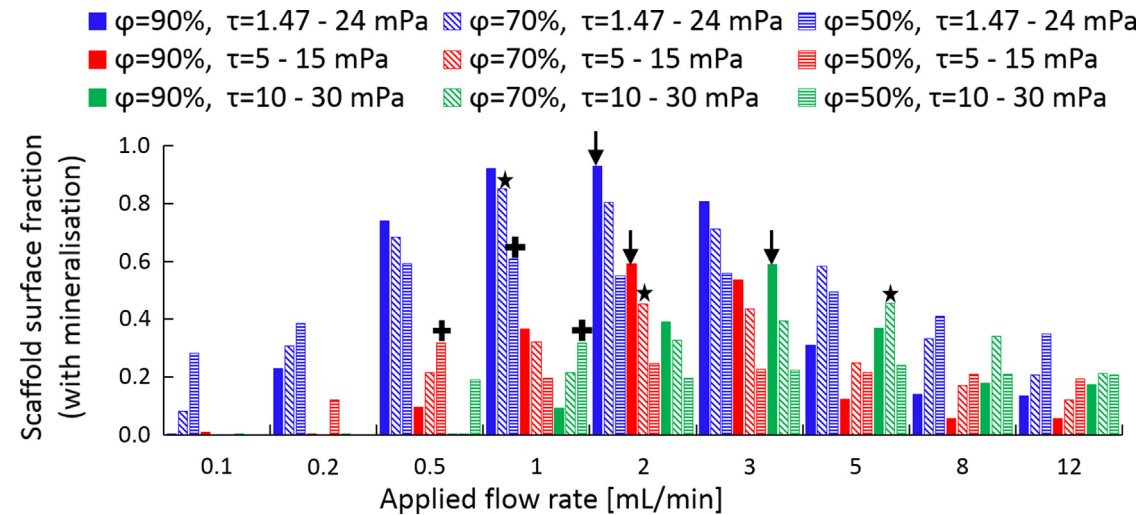 φ=90%, τ=1.47 - 24 mPa φ=70%, τ=1.47 - 24 mPa φ=50%, τ=1.47 - 24 mPa
φ=90%, τ=5 - 15 mPa φ=70%, τ=5 - 15 mPa φ=50%, τ=5 - 15 mPa
φ=90%, τ=10 - 30 mPa φ=70%, τ=10 - 30 mPa φ=50%, τ=10 - 30 mPa
Scaffold surface fraction
(with mineralisation)
1.0
0.8
0.6
0.4
0.2
0.0
0.1 0.2 0.5 1 2 3 5 8 12
Applied flow rate [mL/min]